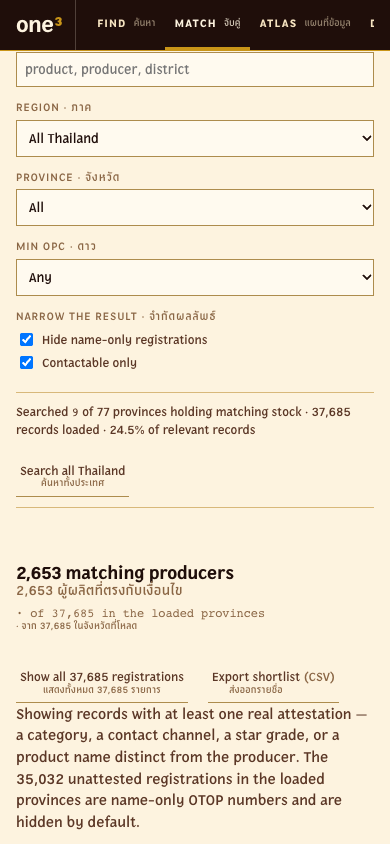 one³
FIND ค้นหา MATCH จับคู่ ATLAS แผนที่ข้อมูล
product, producer, district
REGION · ภาค
All Thailand
PROVINCE · จังหวัด
All
MIN OPC · ดาว
Any
NARROW THE RESULT · จำกัดผลลัพธ์
Hide name-only registrations
Contactable only
Searched 9 of 77 provinces holding matching stock · 37,685
records loaded · 24.5% of relevant records
Search all Thailand
ค้นหาทั้งประเทศ
2,653 matching producers
2,653 ผู้ผลิตที่ตรงกับเงื่อนไข
· of 37,685 in the loaded provinces
· จาก 37,685 ในจังหวัดที่โหลด
Show all 37,685 registrations Export shortlist (CSV)
แสดงทั้งหมด 37,685 รายการ ส่งออกรายชื่อ
Showing records with at least one real attestation —
a category, a contact channel, a star grade, or a
product name distinct from the producer. The
35,032 unattested registrations in the loaded
provinces are name-only OTOP numbers and are
hidden by default.